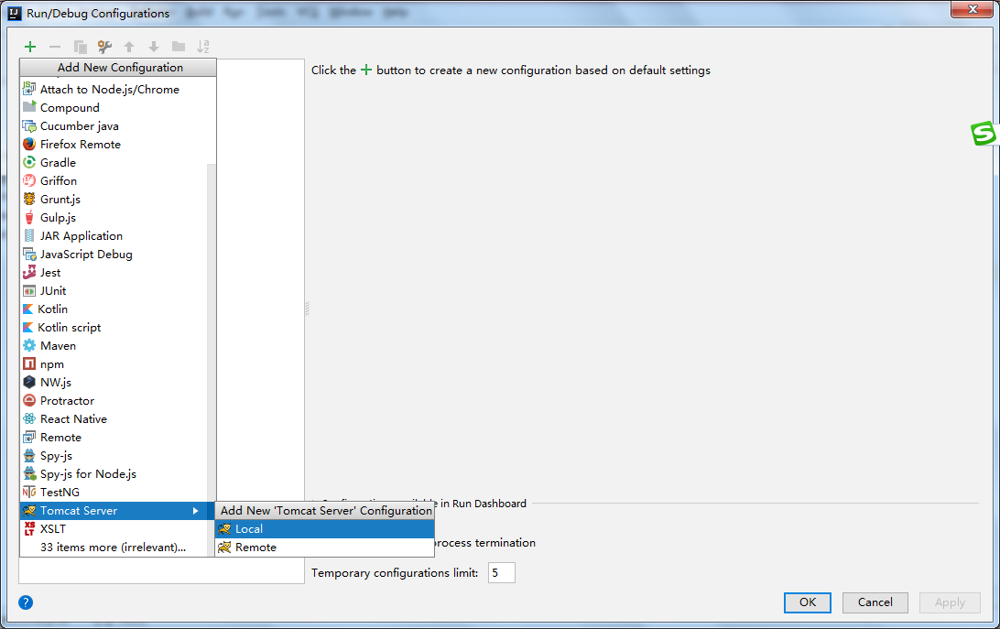 Run/Debug Configurations
Add New Configuration
Click the + button to create a new configuration based on default settings
Attach to Node.js/Chrome
Compound
Cucumber java
Firefox Remote
Gradle
Griffon
Grunt.js
Gulp.js
JAR Application
JavaScript Debug
Jest
JUnit
Kotlin
Kotlin script
Maven
npm
NW.js
Protractor
React Native
Remote
Spy-js
Spy-js for Node.js
TestNG
in Run Dashboard
Tomcat Server
Add New 'Tomcat Server' Configuration
XSLT
Local
process termination
33 items more (irrelevant)...
Remote
Temporary configurations limit: 5
OK Cancel Apply